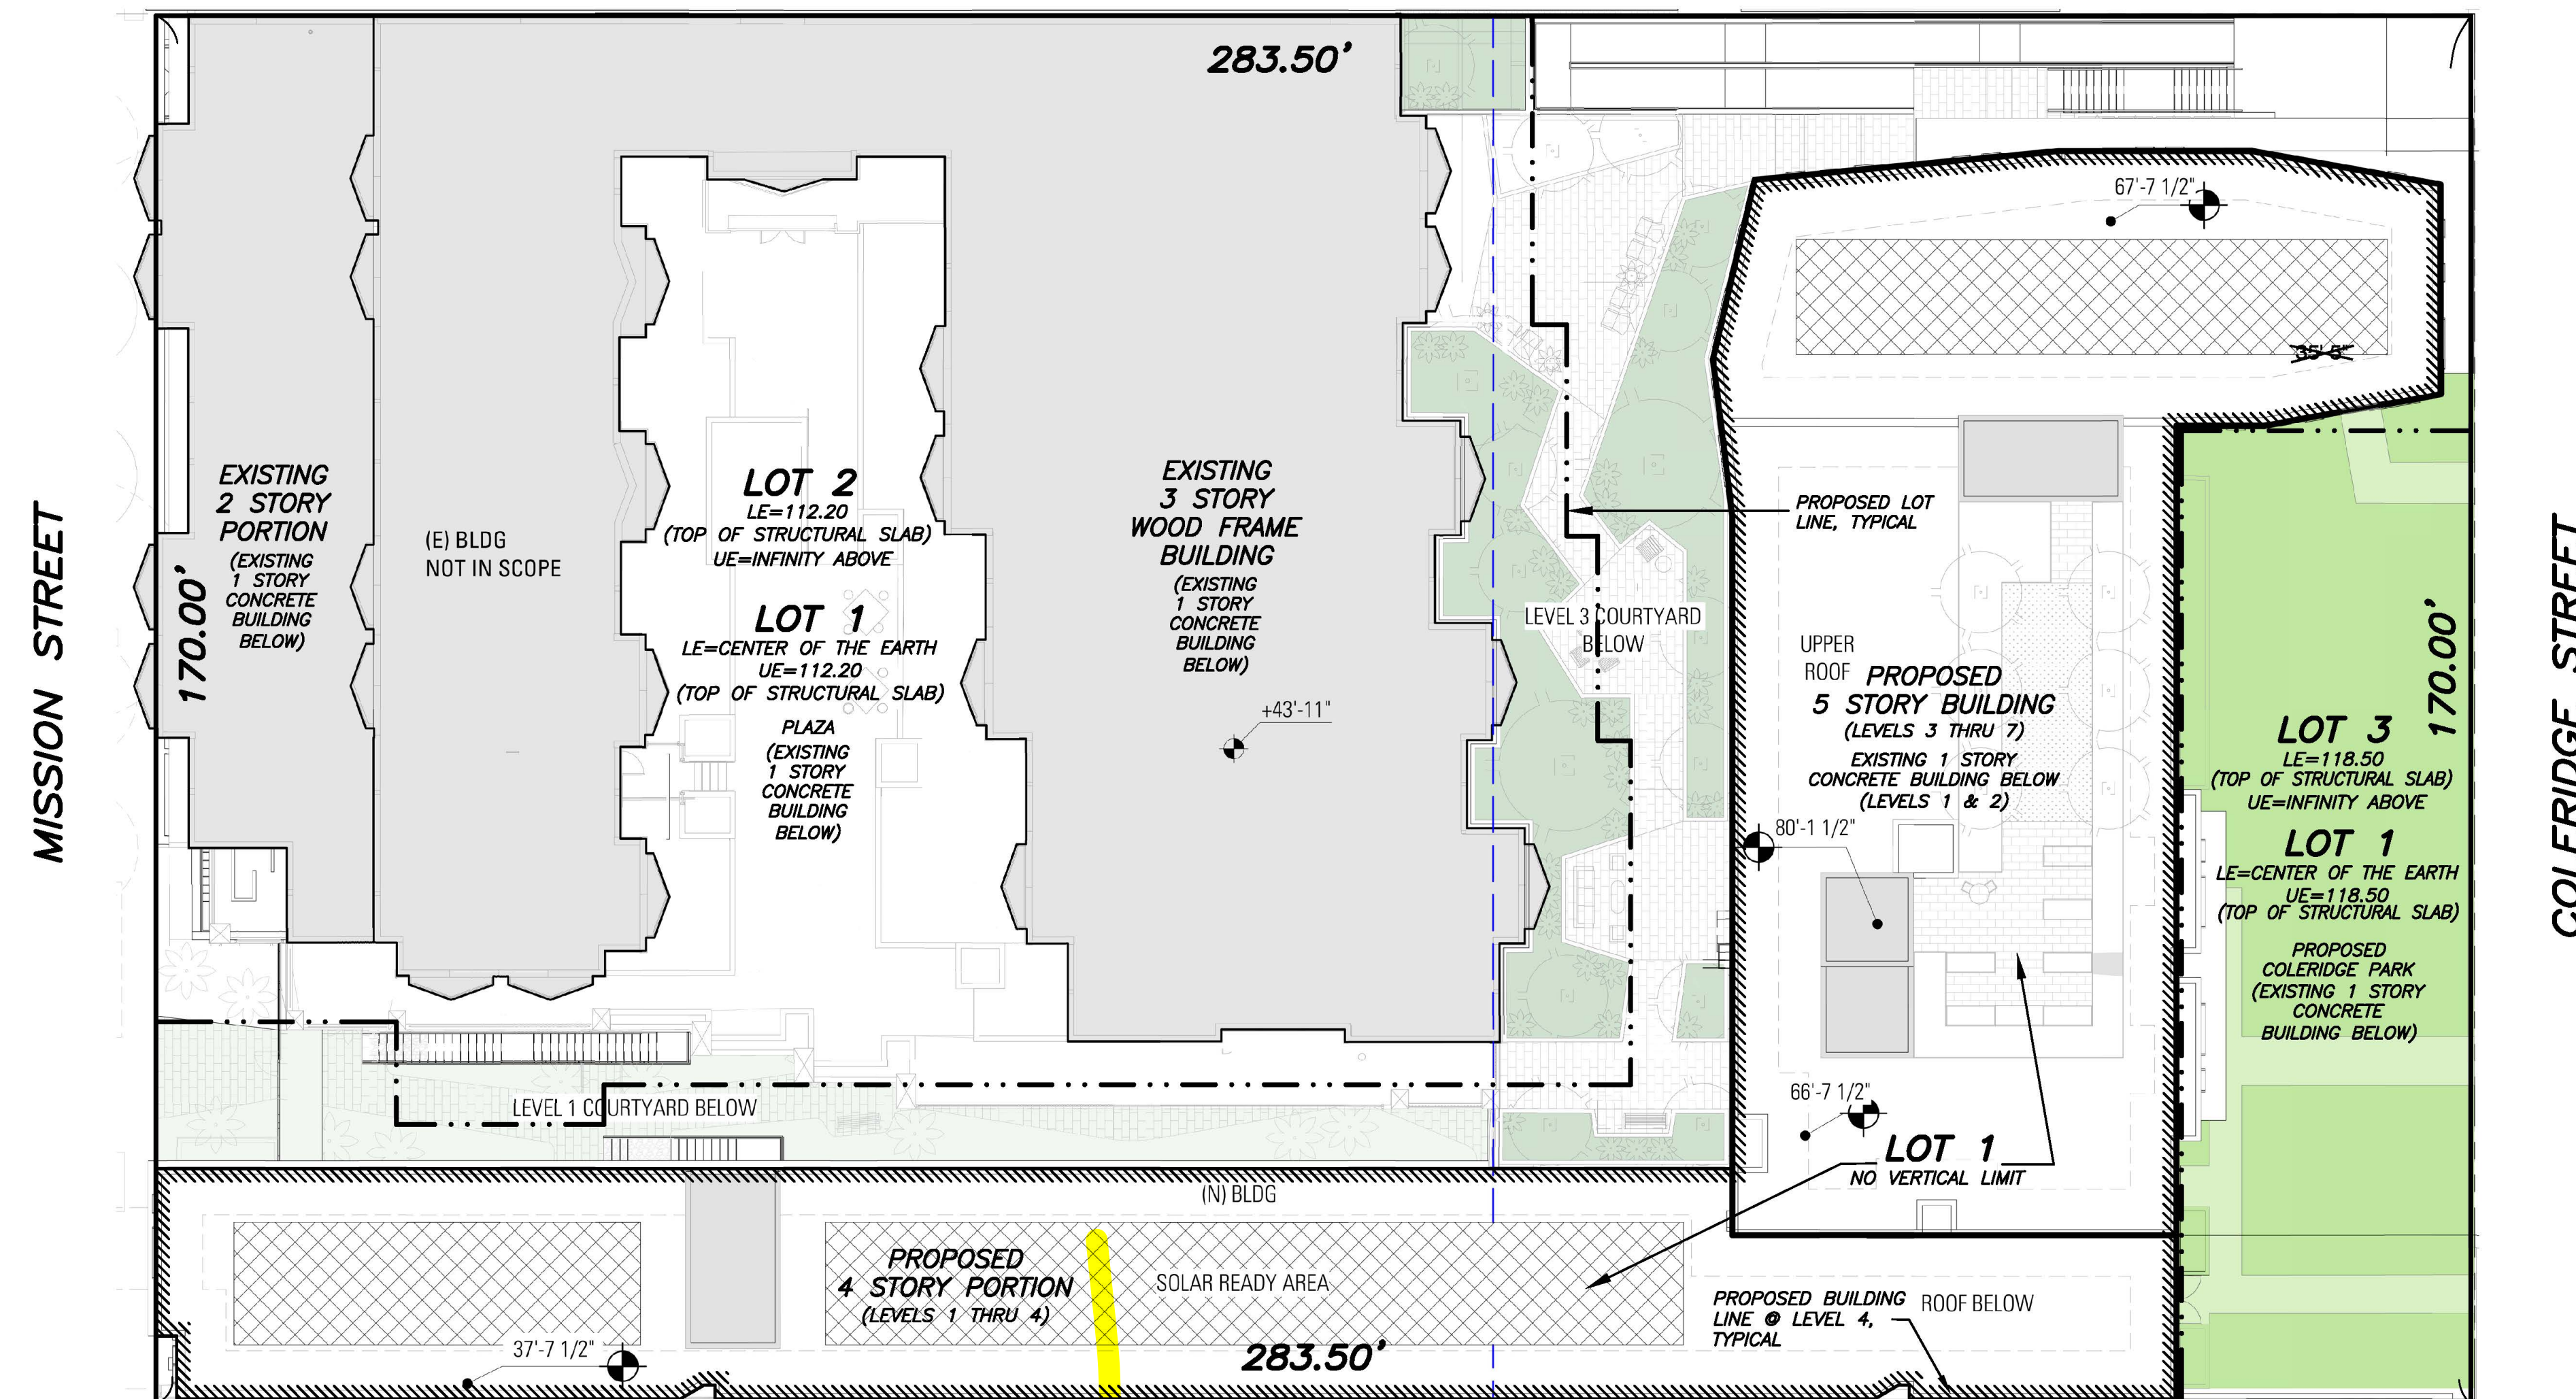 283.50’
MISSION STREET
170.00’
EXISTING
2 STORY
PORTION
(EXISTING
1 STORY
CONCRETE
BUILDING
BELOW)
(E) BLDG
NOT IN SCOPE
LOT 2
LE=112.20
(TOP OF STRUCTURAL SLAB)
UE=INFINITY ABOVE
LOT 1
LE=CENTER OF THE EARTH
UE=112.20
(TOP OF STRUCTURAL SLAB)
PLAZA
(EXISTING
1 STORY
CONCRETE
BUILDING
BELOW)
EXISTING
3 STORY
WOOD FRAME
BUILDING
(EXISTING
1 STORY
CONCRETE
BUILDING
BELOW)
+43'-11"
67'-7 1/2"
35'-5"
PROPOSED LOT
LINE, TYPICAL
LEVEL 3 COURTYARD
BELOW
UPPER
ROOF
PROPOSED
5 STORY BUILDING
(LEVELS 3 THRU 7)
EXISTING 1 STORY
CONCRETE BUILDING BELOW
(LEVELS 1 & 2)
80'-1 1/2"
66'-7 1/2"
LOT 1
NO VERTICAL LIMIT
170.00’
COLERIDGE STREET
LOT 3
LE=118.50
(TOP OF STRUCTURAL SLAB)
UE=INFINITY ABOVE
LOT 1
LE=CENTER OF THE EARTH
UE=118.50
(TOP OF STRUCTURAL SLAB)
PROPOSED
COLERIDGE PARK
(EXISTING 1 STORY
CONCRETE
BUILDING BELOW)
LEVEL 1 COURTYARD BELOW
(N) BLDG
PROPOSED
4 STORY PORTION
(LEVELS 1 THRU 4)
SOLAR READY AREA
37'-7 1/2"
283.50’
PROPOSED BUILDING
LINE @ LEVEL 4,
TYPICAL
ROOF BELOW